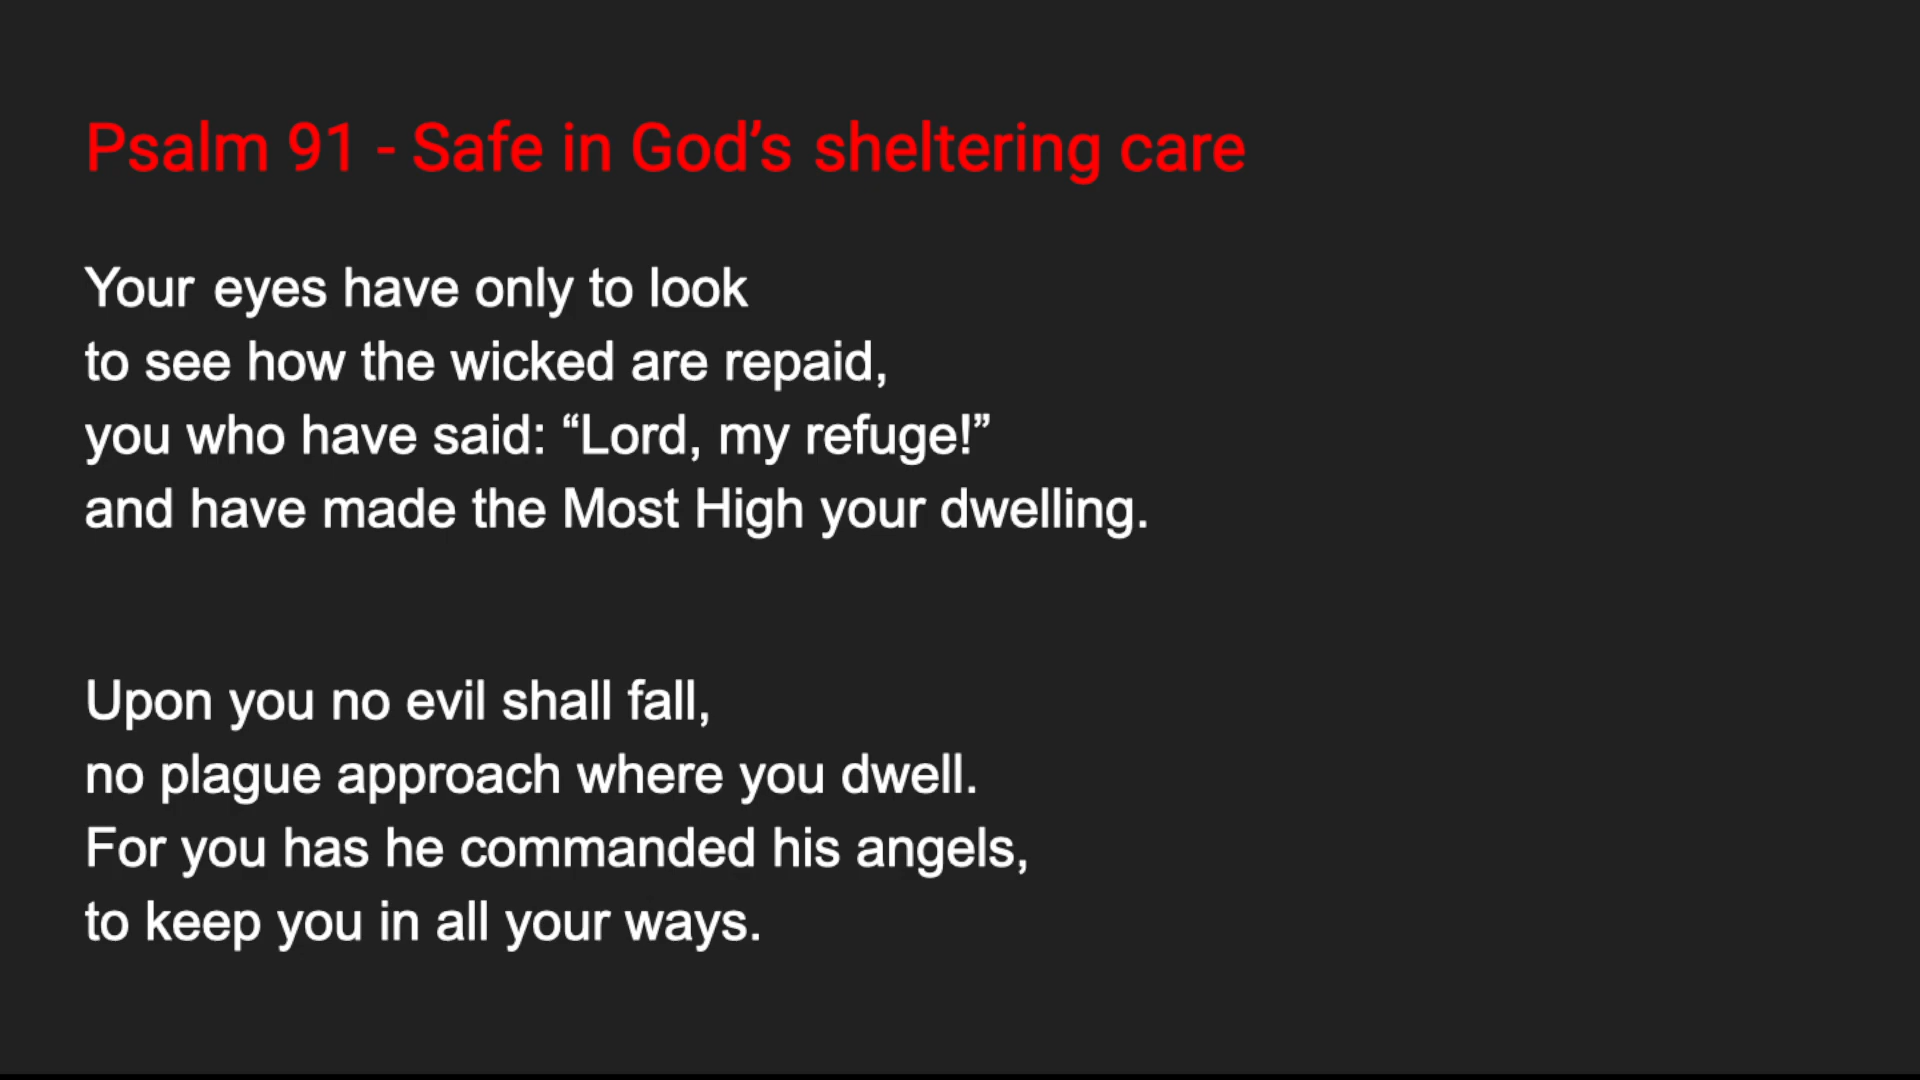 Psalm 91 - Safe in God’s sheltering care
Your eyes have only to look
to see how the wicked are repaid,
you who have said: “Lord, my refuge!”
and have made the Most High your dwelling.
Upon you no evil shall fall,
no plague approach where you dwell.
For you has he commanded his angels,
to keep you in all your ways.